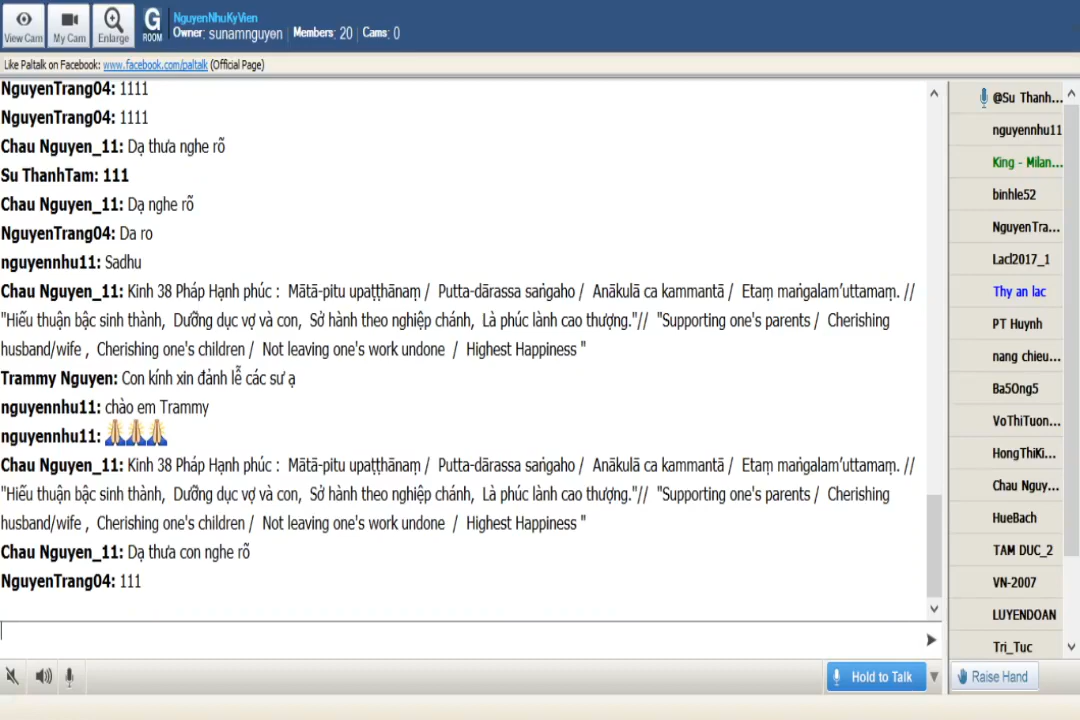 View Cam
My Cam
Enlarge
G
ROOM
NguyenNhuKyVien
Owner: sunamnguyen | Members: 20 | Cams: 0
Like Paltalk on Facebook: www.facebook.com/paltalk (Official Page)
NguyenTrang04: 1111
NguyenTrang04: 1111
Chau Nguyen_11: Dạ thưa nghe rõ
Su ThanhTam: 111
Chau Nguyen_11: Dạ nghe rõ
NguyenTrang04: Da ro
nguyennhu11: Sadhu
Chau Nguyen_11: Kinh 38 Pháp Hạnh phúc : Mātā-pitu upaṭṭhānaṃ / Putta-dārassa saṅgaho / Anākulā ca kammantā / Etaṃ maṅgalam'uttamaṃ. //
"Hiếu thuận bậc sinh thành, Dưỡng dục vợ và con, Sở hành theo nghiệp chánh, Là phúc lành cao thượng."// "Supporting one's parents / Cherishing
husband/wife , Cherishing one's children / Not leaving one's work undone / Highest Happiness "
Trammy Nguyen: Con kính xin đảnh lễ các sư ạ
nguyennhu11: chào em Trammy
nguyennhu11: 🙏🙏🙏
Chau Nguyen_11: Kinh 38 Pháp Hạnh phúc : Mātā-pitu upaṭṭhānaṃ / Putta-dārassa saṅgaho / Anākulā ca kammantā / Etaṃ maṅgalam'uttamaṃ. //
"Hiếu thuận bậc sinh thành, Dưỡng dục vợ và con, Sở hành theo nghiệp chánh, Là phúc lành cao thượng."// "Supporting one's parents / Cherishing
husband/wife , Cherishing one's children / Not leaving one's work undone / Highest Happiness "
Chau Nguyen_11: Dạ thưa con nghe rõ
NguyenTrang04: 111
@Su Thanh...
nguyennhu11
King - Milan...
binhle52
NguyenTra...
Lacl2017_1
Thy an lac
PT Huynh
nang chieu...
Ba5Ong5
VoThiTuon...
HongThiKi...
Chau Nguy...
HueBach
TAM DUC_2
VN-2007
LUYENDOAN
Tri_Tuc
Hold to Talk
Raise Hand